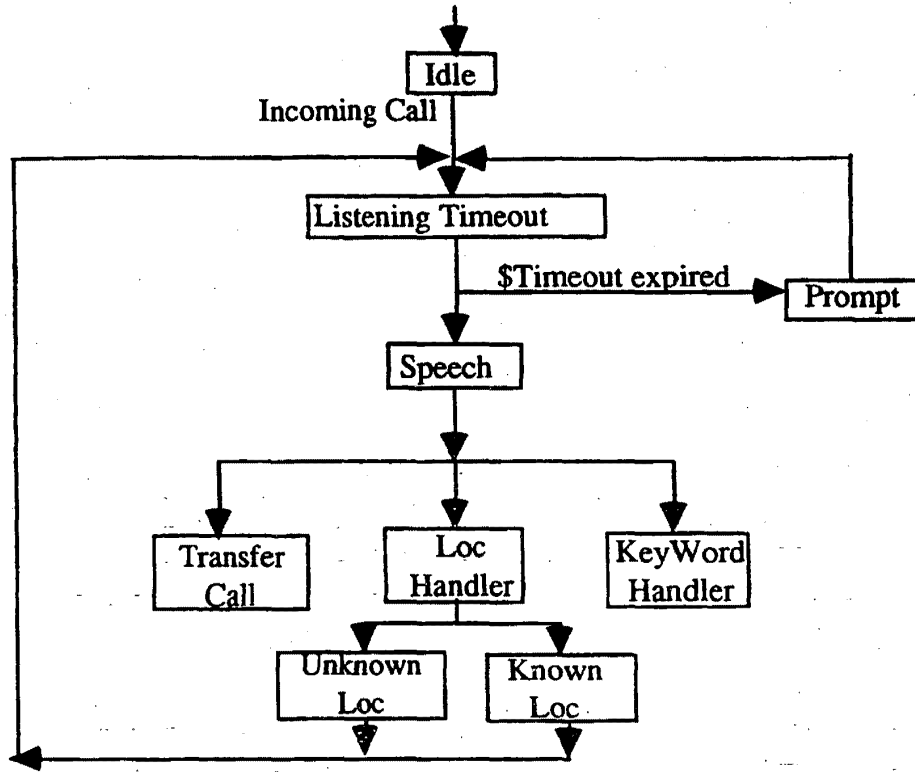 Idle
Incoming Call
Listening Timeout
$Timeout expired
Prompt
Speech
Transfer
Call
Loc
Handler
KeyWord
Handler
Unknown
Loc
Known
Loc